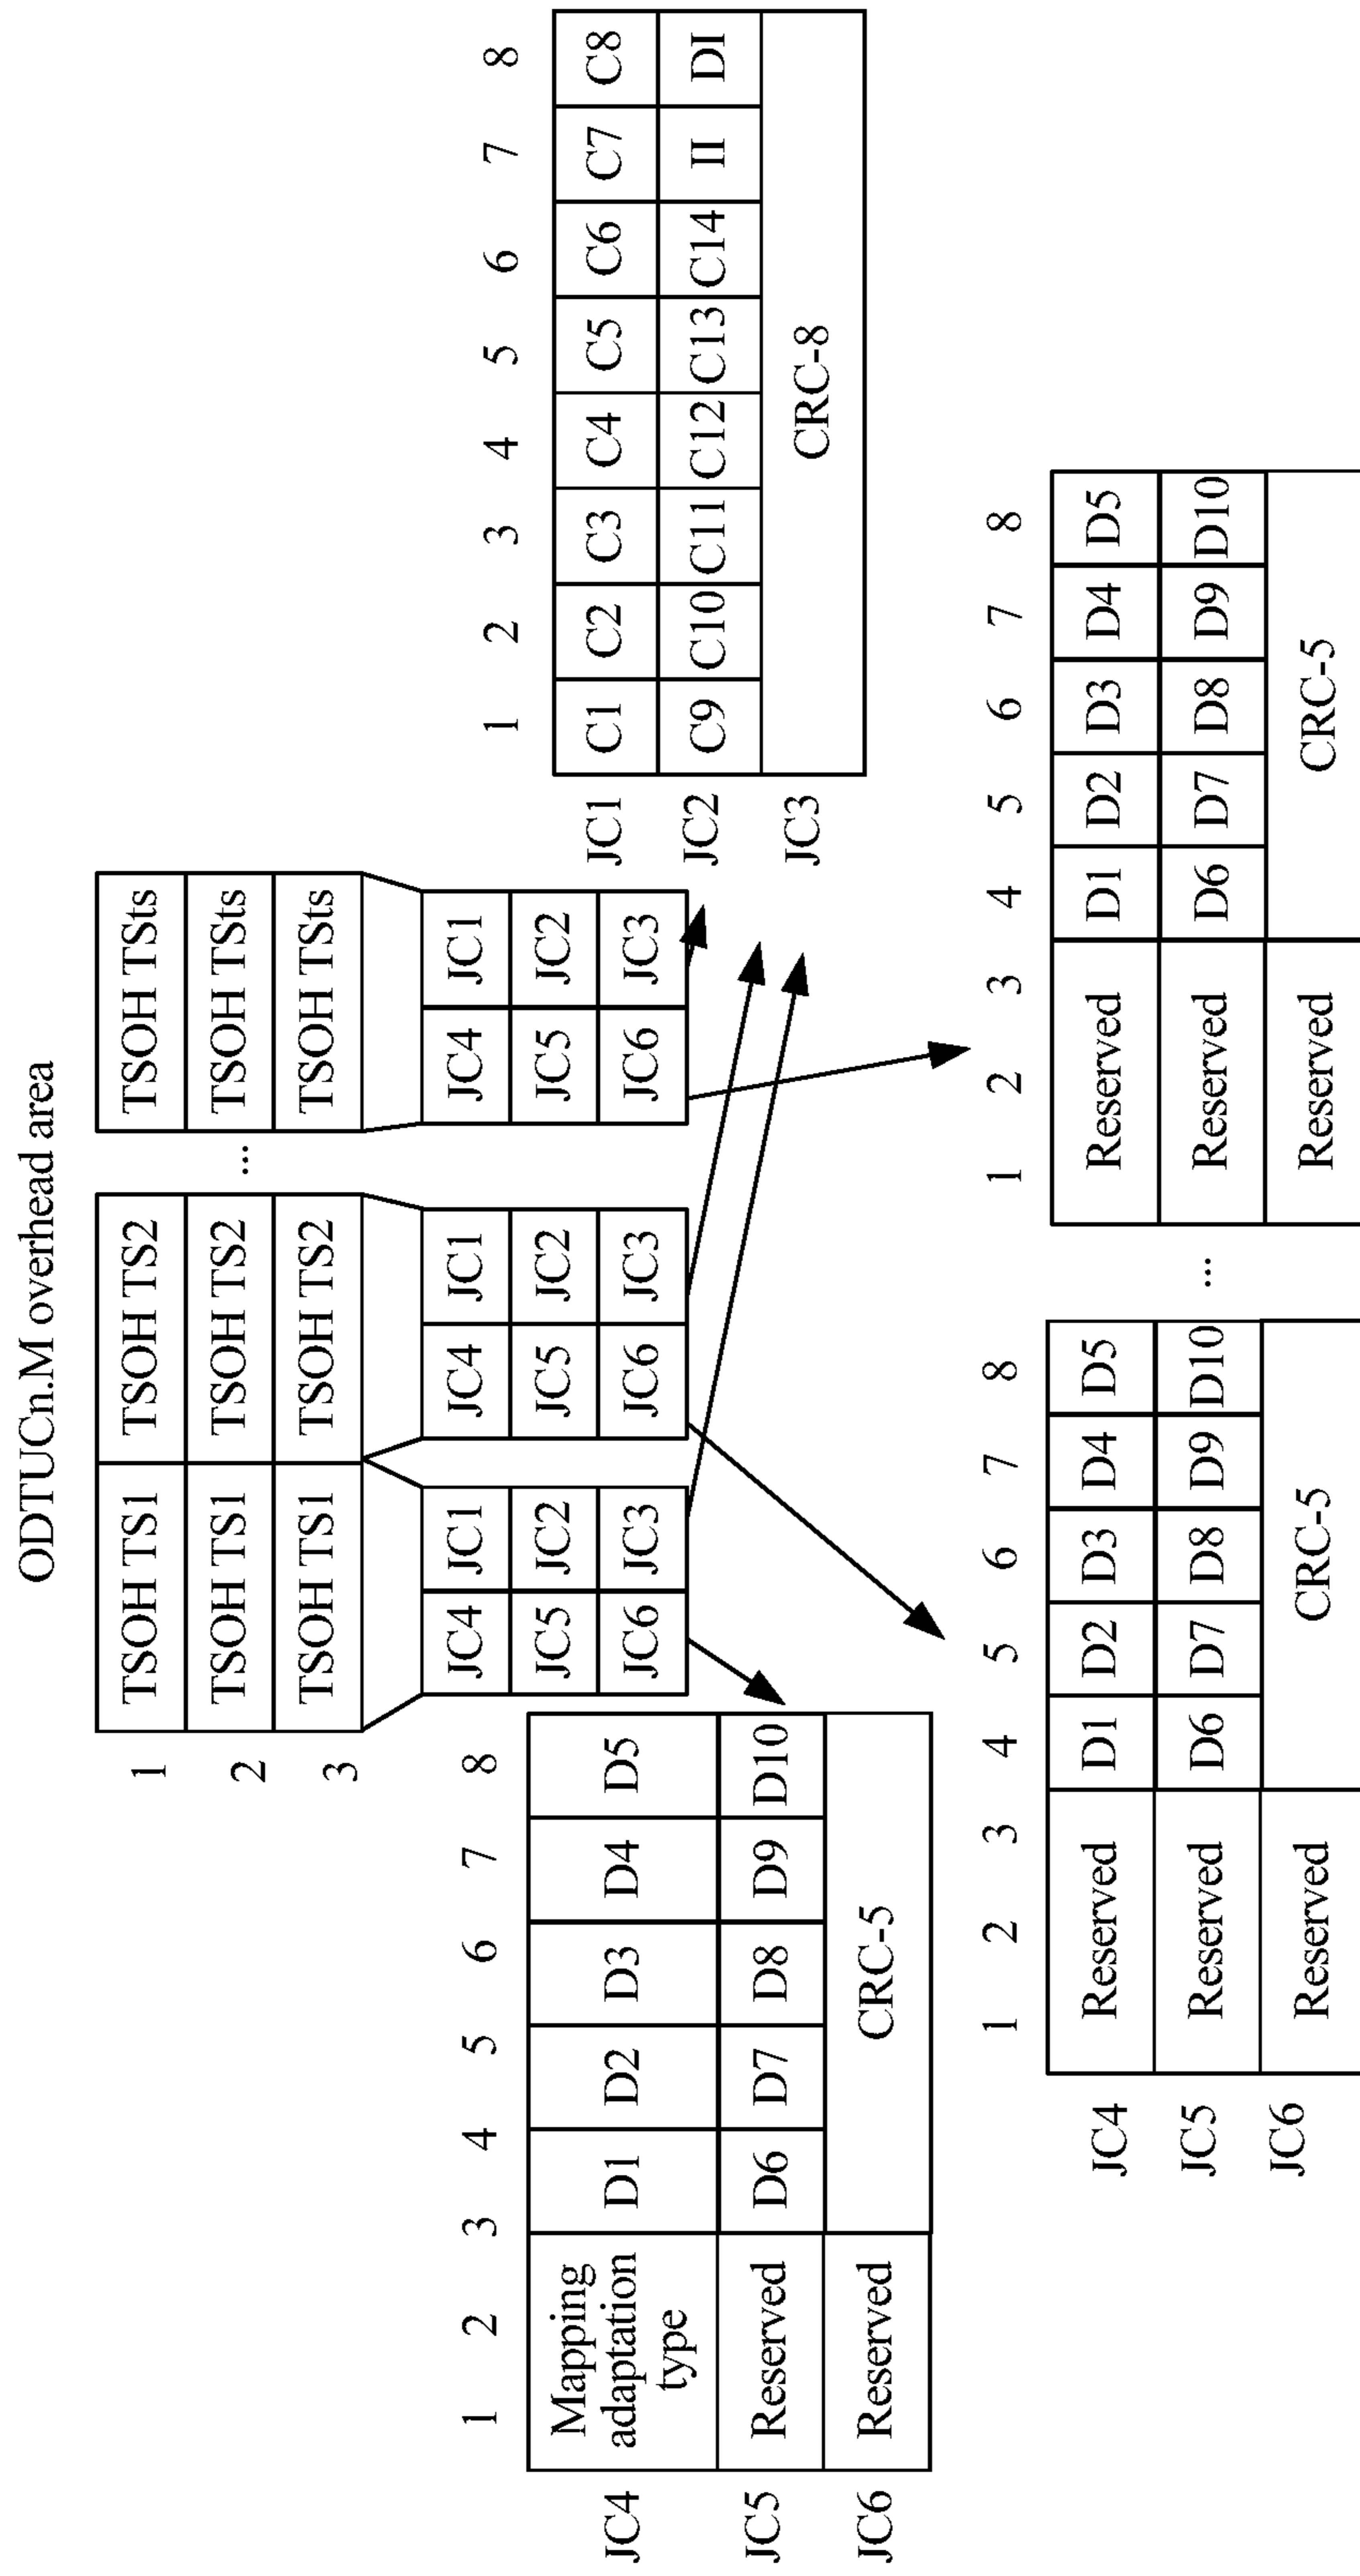 ODTUCn.M overhead area
1 TSOH TS1 TSOH TS2 TSOH TSts
2 TSOH TS1 TSOH TS2 ... TSOH TSts
3 TSOH TS1 TSOH TS2 TSOH TSts
JC4 JC1 JC4 JC1 JC4 JC1
JC5 JC2 JC5 JC2 JC5 JC2
JC6 JC3 JC6 JC3 JC6 JC3
1 2 3 4 5 6 7 8
JC4 Mapping adaptation type D1 D2 D3 D4 D5
JC5 Reserved D6 D7 D8 D9 D10
JC6 Reserved CRC-5
1 2 3 4 5 6 7 8
JC1 C1 C2 C3 C4 C5 C6 C7 C8
JC2 C9 C10 C11 C12 C13 C14 II DI
JC3 CRC-8
1 2 3 4 5 6 7 8
JC4 Reserved D1 D2 D3 D4 D5
JC5 Reserved D6 D7 D8 D9 D10
JC6 Reserved CRC-5
...
1 2 3 4 5 6 7 8
Reserved D1 D2 D3 D4 D5
Reserved D6 D7 D8 D9 D10
Reserved CRC-5